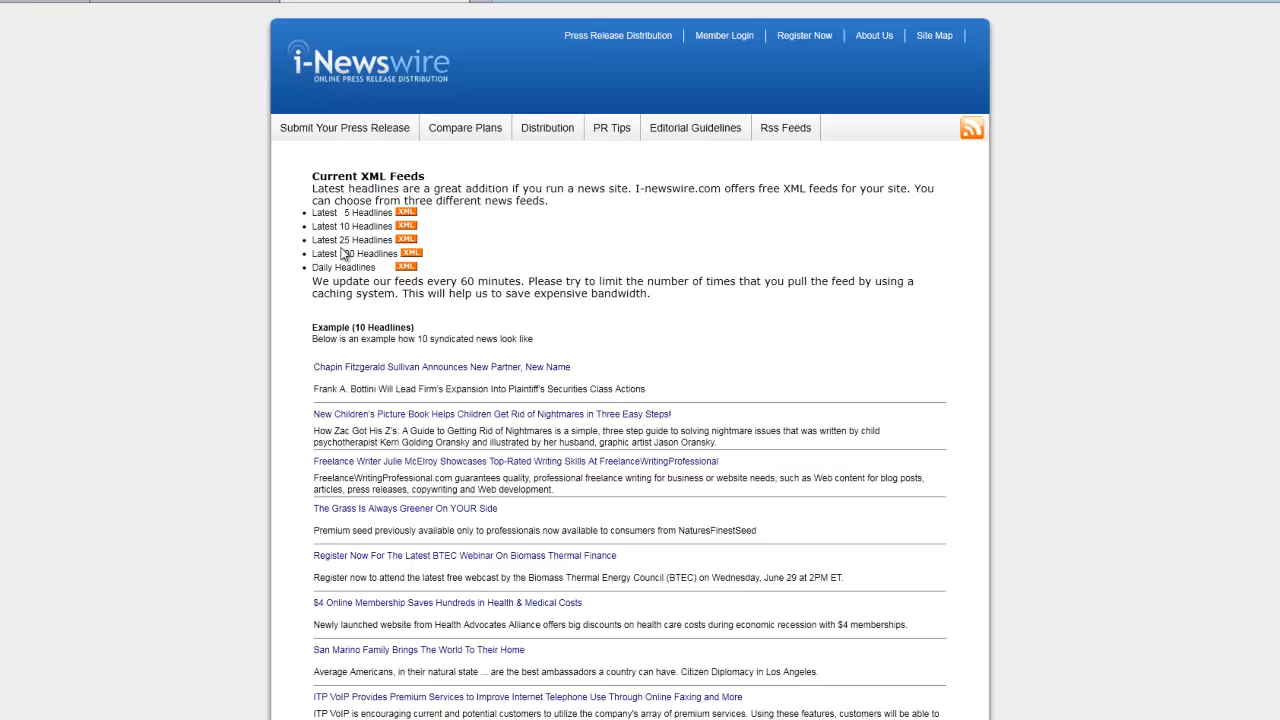 Press Release Distribution Member Login Register Now About Us Site Map
i-Newswire
ONLINE PRESS RELEASE DISTRIBUTION
Submit Your Press Release Compare Plans Distribution PR Tips Editorial Guidelines Rss Feeds
Current XML Feeds
Latest headlines are a great addition if you run a news site. I-newswire.com offers free XML feeds for your site. You
can choose from three different news feeds.
Latest 5 Headlines XML
Latest 10 Headlines XML
Latest 25 Headlines XML
Latest Headlines XML
Daily Headlines XML
We update our feeds every 60 minutes. Please try to limit the number of times that you pull the feed by using a
caching system. This will help us to save expensive bandwidth.
Example (10 Headlines)
Below is an example how 10 syndicated news look like
Chapin Fitzgerald Sullivan Announces New Partner, New Name
Frank A. Bottini Will Lead Firm's Expansion Into Plaintiff's Securities Class Actions
New Children's Picture Book Helps Children Get Rid of Nightmares in Three Easy Steps!
How Zac Got His Z's: A Guide to Getting Rid of Nightmares is a simple, three step guide to solving nightmare issues that was written by child
psychotherapist Kerri Golding Oransky and illustrated by her husband, graphic artist Jason Oransky.
Freelance Writer Julie McElroy Showcases Top-Rated Writing Skills At FreelanceWritingProfessional
FreelanceWritingProfessional.com guarantees quality, professional freelance writing for business or website needs, such as Web content for blog posts,
articles, press releases, copywriting and Web development.
The Grass Is Always Greener On YOUR Side
Premium seed previously available only to professionals now available to consumers from NaturesFinestSeed
Register Now For The Latest BTEC Webinar On Biomass Thermal Finance
Register now to attend the latest free webcast by the Biomass Thermal Energy Council (BTEC) on Wednesday, June 29 at 2PM ET.
$4 Online Membership Saves Hundreds in Health & Medical Costs
Newly launched website from Health Advocates Alliance offers big discounts on health care costs during economic recession with $4 memberships.
San Marino Family Brings The World To Their Home
Average Americans, in their natural state ... are the best ambassadors a country can have. Citizen Diplomacy in Los Angeles.
ITP VoIP Provides Premium Services to Improve Internet Telephone Use Through Online Faxing and More
ITP VoIP is encouraging current and potential customers to utilize the company's array of premium services. Using these features, customers will be able to